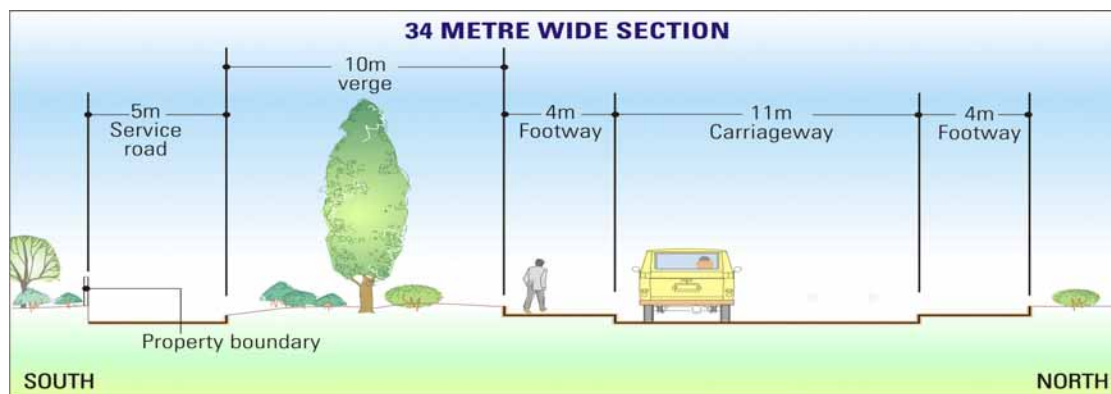 34 METRE WIDE SECTION
10m
verge
5m
Service
road
4m
Footway
11m
Carriageway
4m
Footway
Property boundary
SOUTH
NORTH